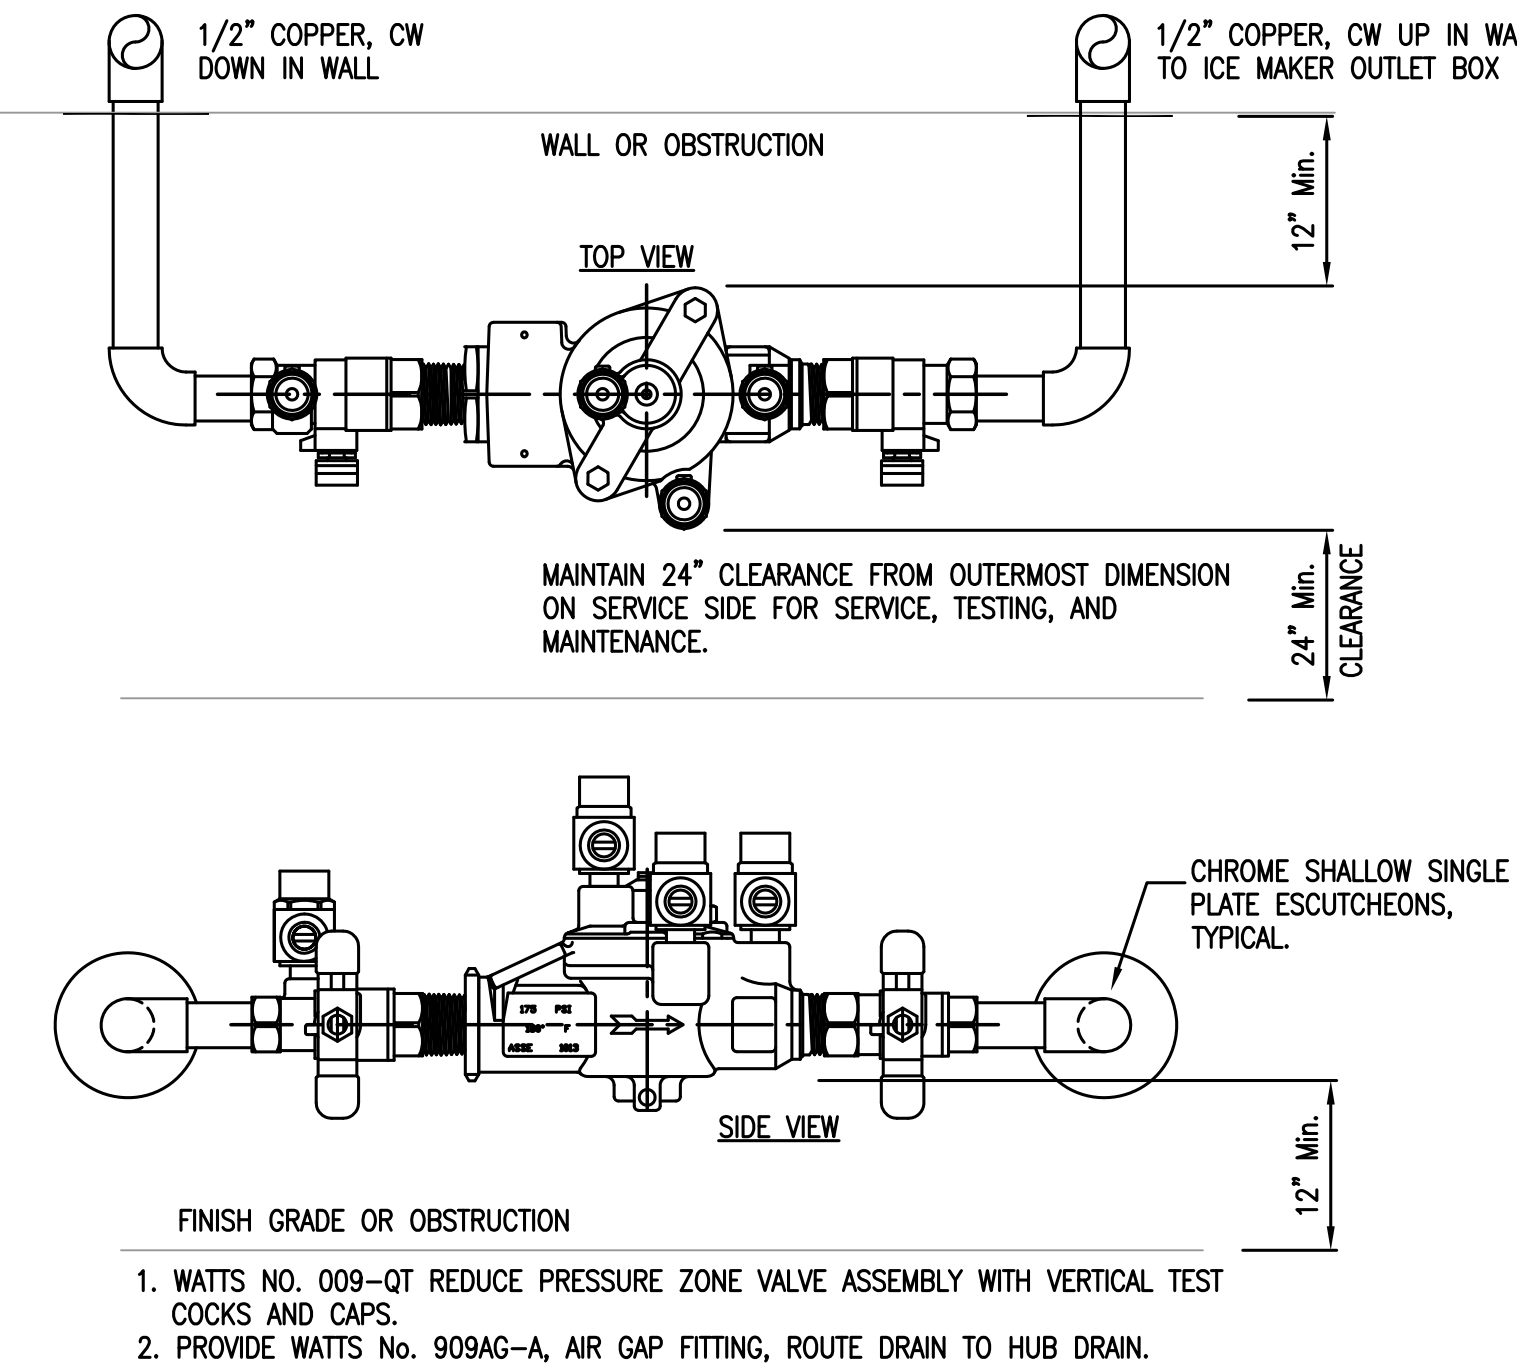 1/2" COPPER, CW
DOWN IN WALL
1/2" COPPER, CW UP IN WA
TO ICE MAKER OUTLET BOX
WALL OR OBSTRUCTION
12" Min.
TOP VIEW
MAINTAIN 24" CLEARANCE FROM OUTERMOST DIMENSION
ON SERVICE SIDE FOR SERVICE, TESTING, AND
MAINTENANCE.
24" Min.
CLEARANCE
CHROME SHALLOW SINGLE
PLATE ESCUTCHEONS,
TYPICAL.
175 PSI
F
ASSE 1013
SIDE VIEW
12" Min.
FINISH GRADE OR OBSTRUCTION
1. WATTS NO. 009-QT REDUCE PRESSURE ZONE VALVE ASSEMBLY WITH VERTICAL TEST
COCKS AND CAPS.
2. PROVIDE WATTS No. 909AG-A, AIR GAP FITTING, ROUTE DRAIN TO HUB DRAIN.